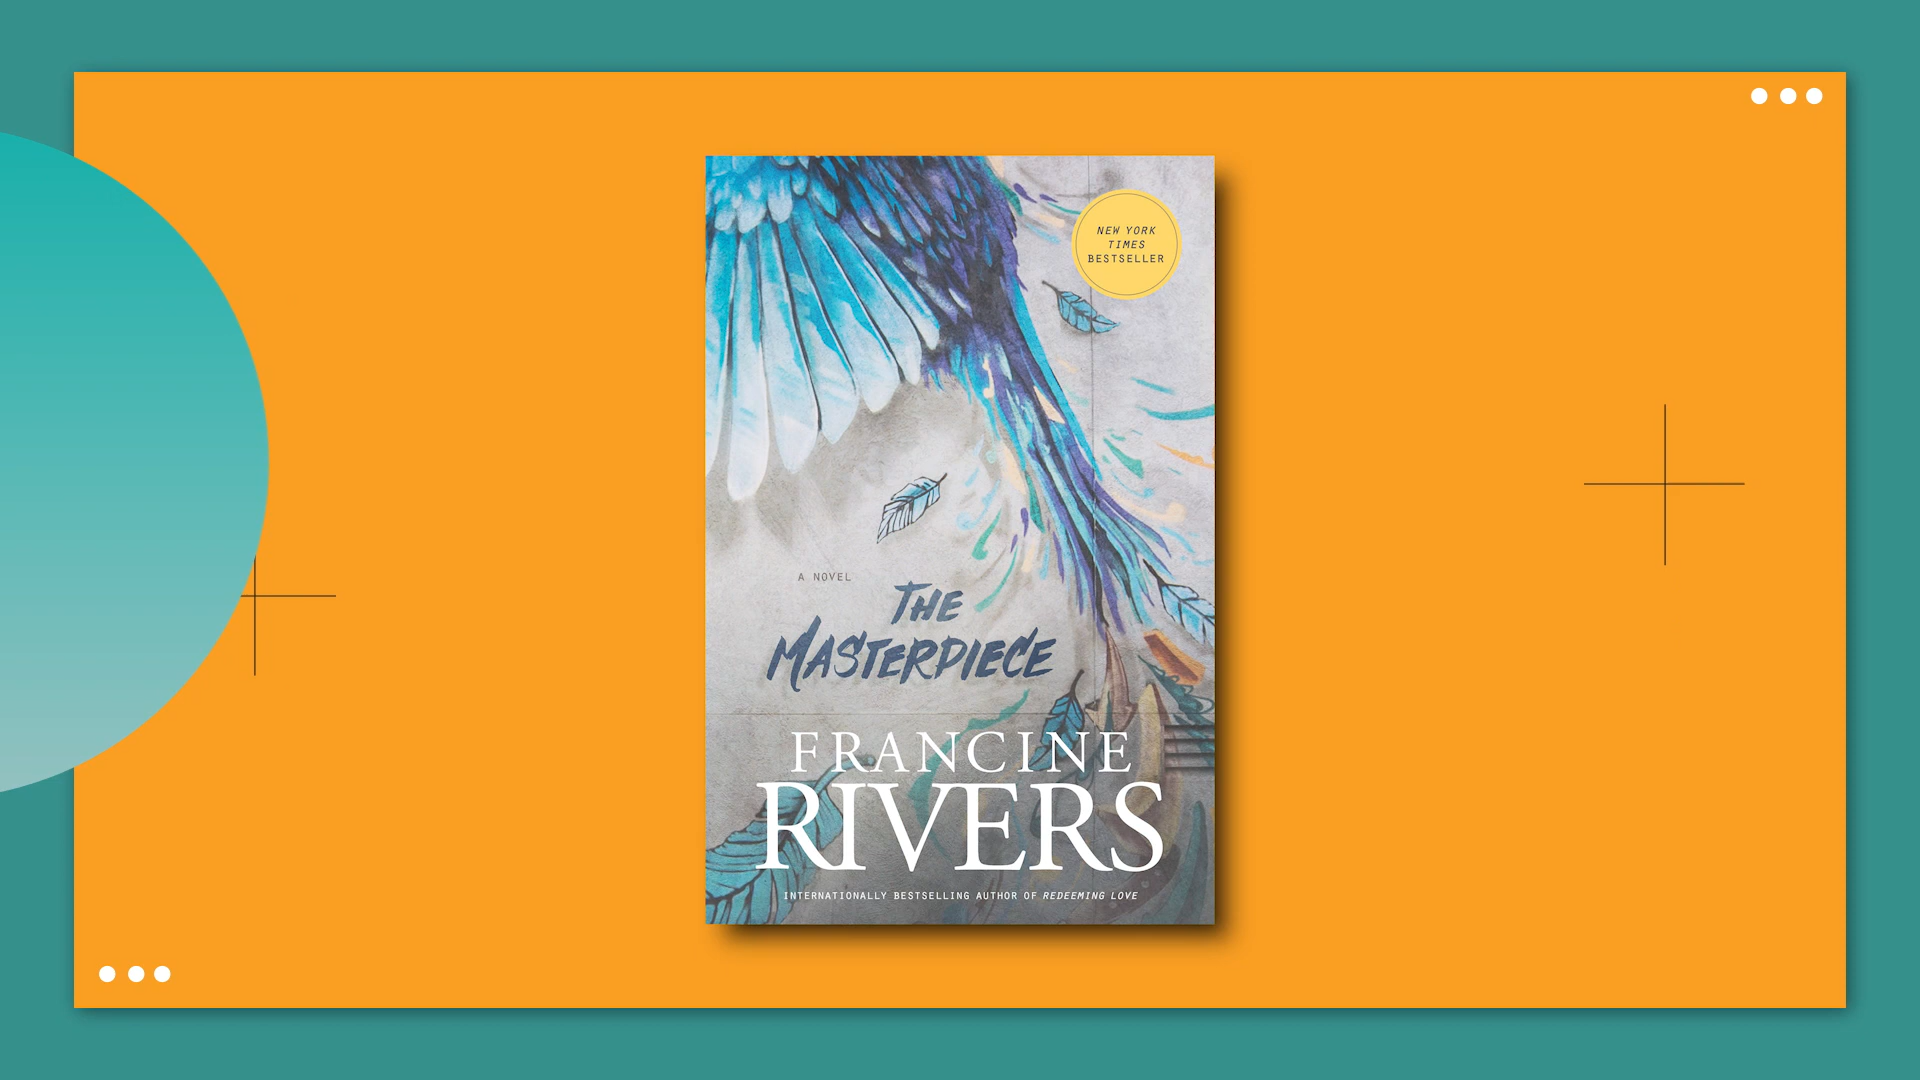 NEW YORK
TIMES
BESTSELLER
A NOVEL
THE
MASTERPIECE
FRANCINE
RIVERS
INTERNATIONALLY BESTSELLING AUTHOR OF REDEEMING LOVE